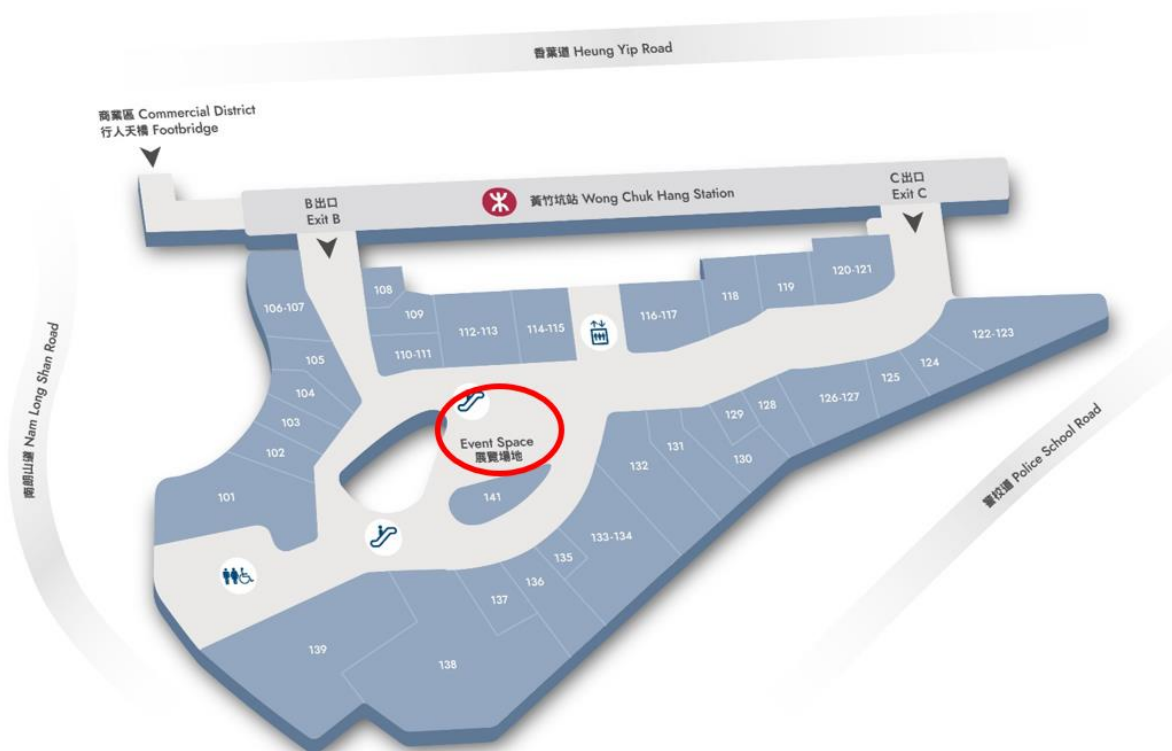 香葉道 Heung Yip Road
商業區 Commercial District
行人天橋 Footbridge
B出口
Exit B
黃竹坑站 Wong Chuk Hang Station
C出口
Exit C
106-107
108
109
110-111
112-113
114-115
116-117
118
119
120-121
122-123
105
104
103
102
101
124
125
126-127
128
129
130
131
132
Event Space
展覽場地
141
133-134
135
136
137
138
139
南朗山道 Nam Long Shan Road
警校道 Police School Road